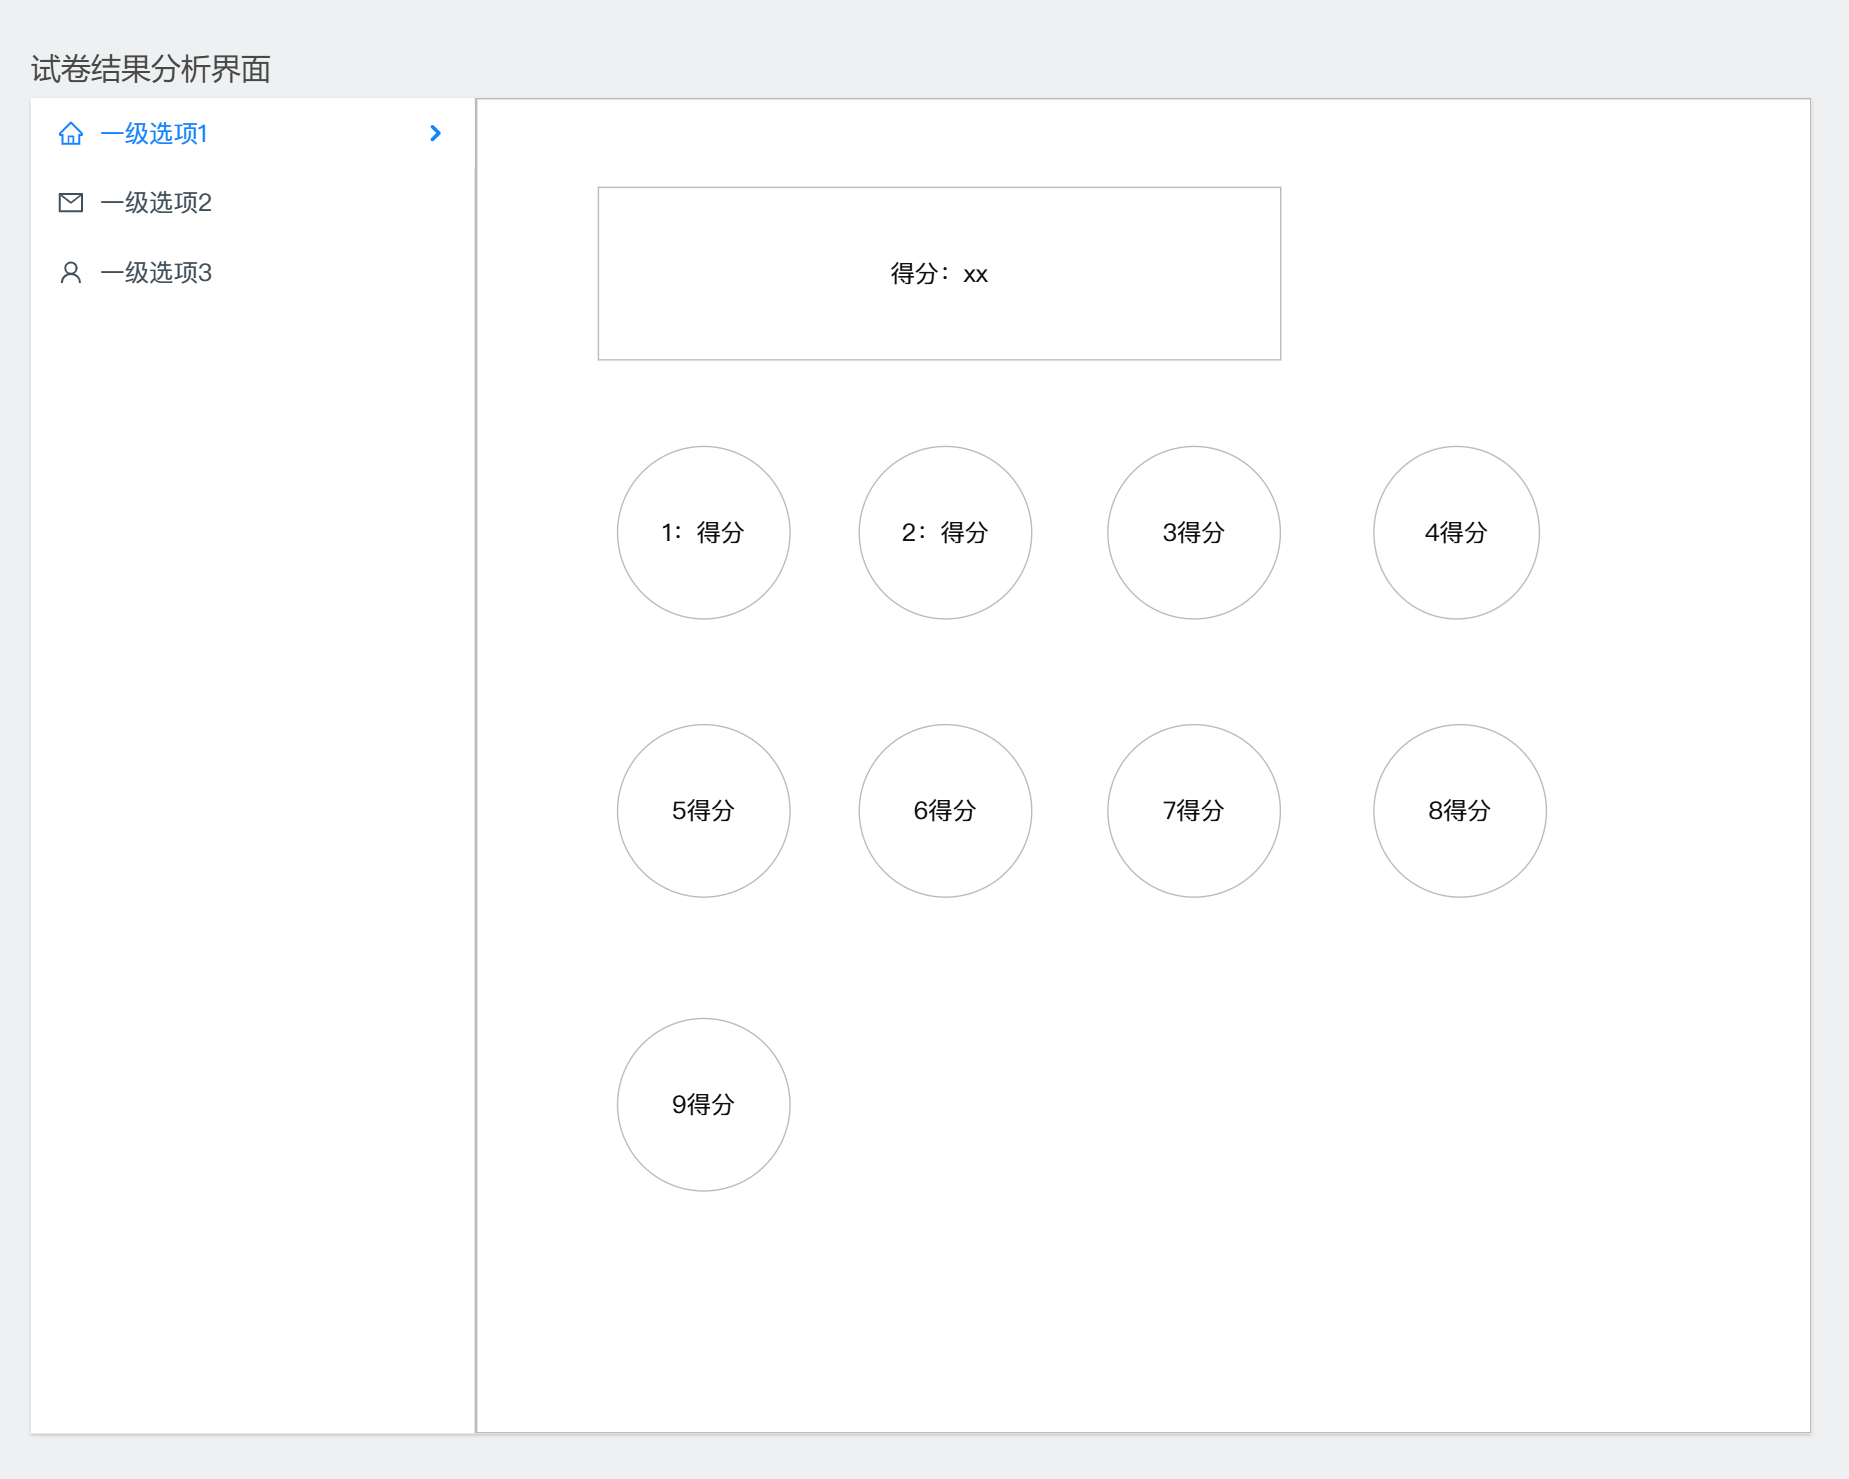 试卷结果分析界面
一级选项1
一级选项2
一级选项3
得分：xx
1：得分
2：得分
3得分
4得分
5得分
6得分
7得分
8得分
9得分